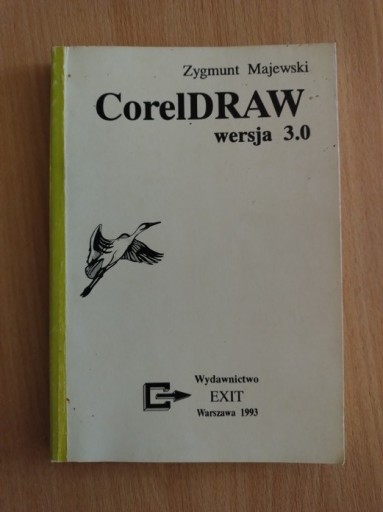 Zygmunt Majewski
CorelDRAW
wersja 3.0
Wydawnictwo
EXIT
Warszawa 1993